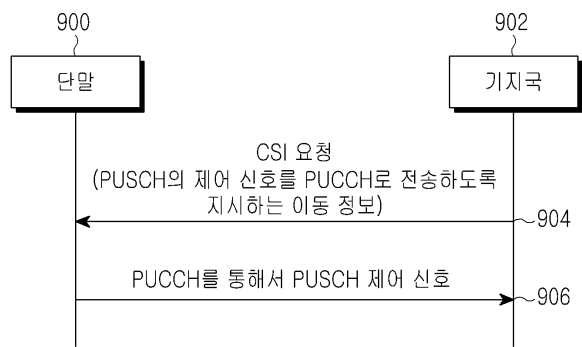 900
902
단말
기지국
CSI 요청
(PUSCH의 제어 신호를 PUCCH로 전송하도록
지시하는 이동 정보)
904
PUCCH를 통해서 PUSCH 제어 신호
906